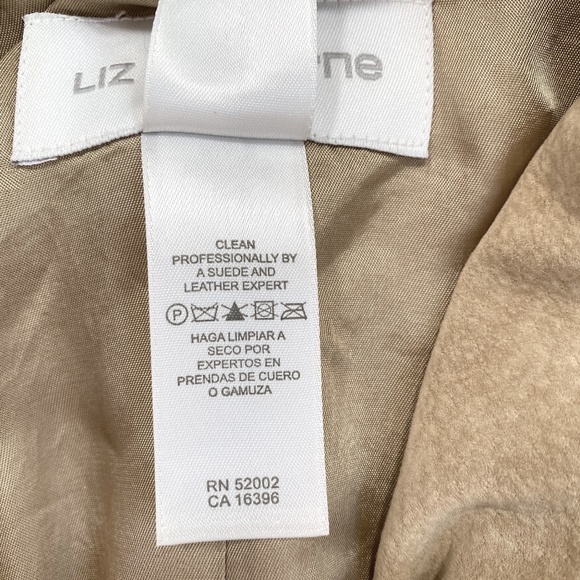 LIZ
CLEAN
PROFESSIONALLY BY
A SUEDE AND
LEATHER EXPERT
P
HAGA LIMPIAR A
SECO POR
EXPERTOS EN
PRENDAS DE CUERO
O GAMUZA
RN 52002
CA 16396